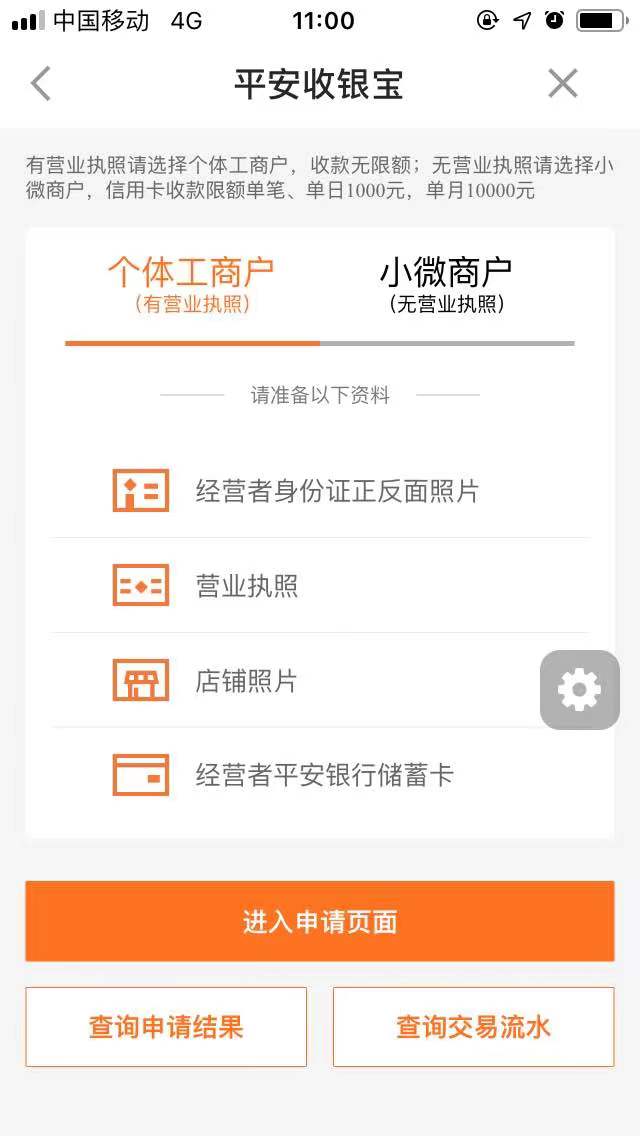 中国移动 4G 11:00
平安收银宝
有营业执照请选择个体工商户，收款无限额；无营业执照请选择小
微商户，信用卡收款限额单笔、单日1000元，单月10000元
个体工商户 小微商户
（有营业执照） （无营业执照）
请准备以下资料
经营者身份证正反面照片
营业执照
店铺照片
经营者平安银行储蓄卡
进入申请页面
查询申请结果 查询交易流水